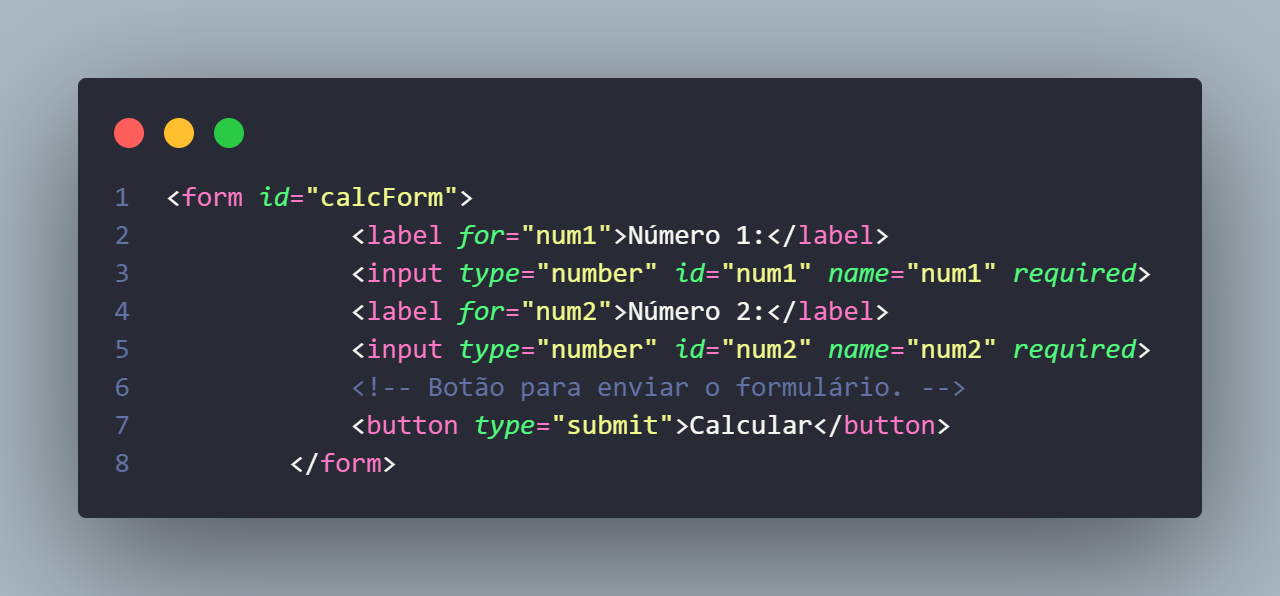 1 <form id="calcForm">
2 <label for="num1">Número 1:</label>
3 <input type="number" id="num1" name="num1" required>
4 <label for="num2">Número 2:</label>
5 <input type="number" id="num2" name="num2" required>
6 <!-- Botão para enviar o formulário. -->
7 <button type="submit">Calcular</button>
8 </form>